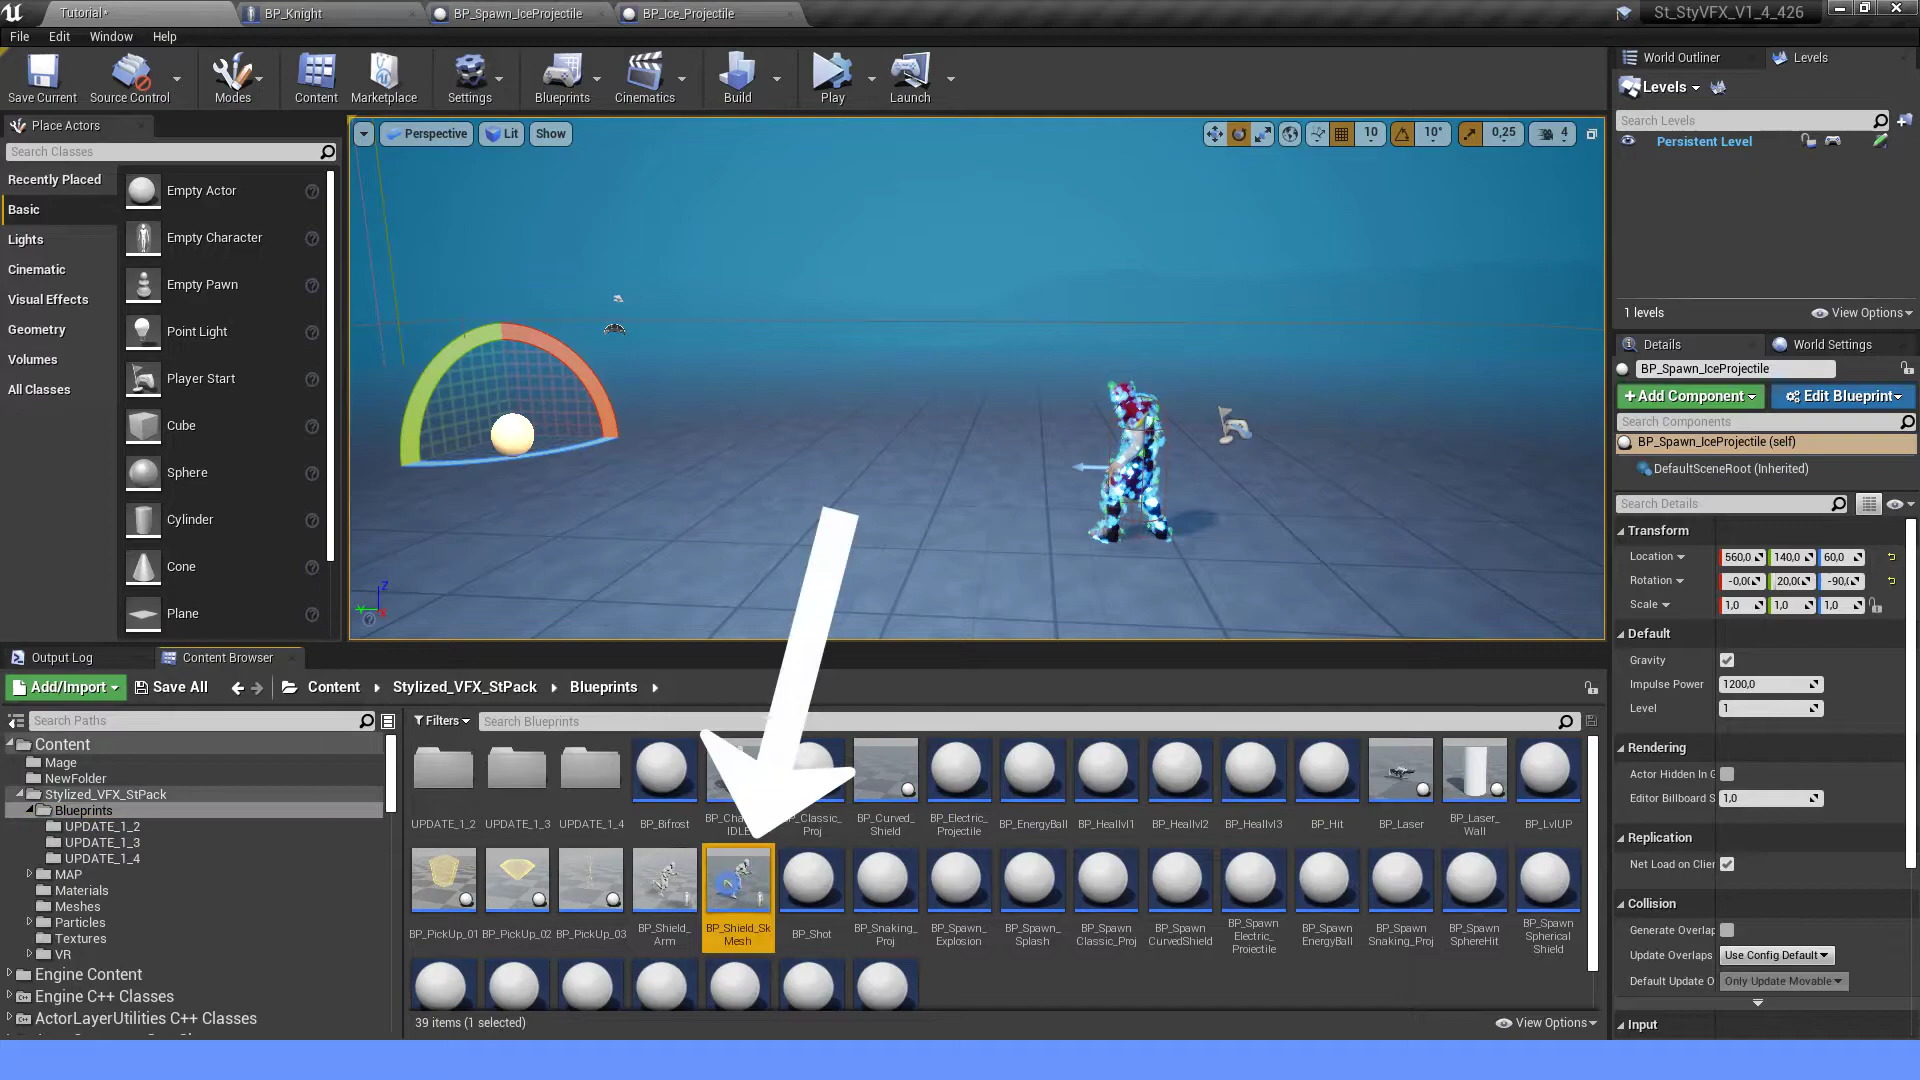 Tutorial*
BP_Knight
BP_Spawn_IceProjectile
BP_Ice_Projectile
St_StyVFX_V1_4_426
File
Edit
Window
Help
Save Current
Source Control
Modes
Content
Marketplace
Settings
Blueprints
Cinematics
Build
Play
Launch
World Outliner
Levels
Levels
Search Levels
Persistent Level
1 levels
View Options
Place Actors
Search Classes
Recently Placed
Basic
Lights
Cinematic
Visual Effects
Geometry
Volumes
All Classes
Empty Actor
Empty Character
Empty Pawn
Point Light
Player Start
Cube
Sphere
Cylinder
Cone
Plane
Perspective
Lit
Show
10
10°
0,25
4
Z
Y
X
Details
World Settings
BP_Spawn_IceProjectile
+ Add Component
Edit Blueprint
Search Components
BP_Spawn_IceProjectile (self)
DefaultSceneRoot (Inherited)
Search Details
Transform
Location
560,0
140,0
60,0
Rotation
-0,0(
20,0(
-90,(
Scale
1,0
1,0
1,0
Default
Gravity
Impulse Power
1200,0
Level
1
Rendering
Actor Hidden In G
Editor Billboard S
1,0
Replication
Net Load on Clien
Collision
Generate Overlap
Update Overlaps
Use Config Default
Default Update O
Only Update Movable
Input
Output Log
Content Browser
Add/Import
Save All
Content
Stylized_VFX_StPack
Blueprints
Search Paths
Filters
Search Blueprints
Content
Mage
NewFolder
Stylized_VFX_StPack
Blueprints
UPDATE_1_2
UPDATE_1_3
UPDATE_1_4
MAP
Materials
Meshes
Particles
Textures
VR
Engine Content
Engine C++ Classes
ActorLayerUtilities C++ Classes
UPDATE_1_2
UPDATE_1_3
UPDATE_1_4
BP_Bifrost
BP_Cha
IDLE
Classic_
Proj
BP_Curved_
Shield
BP_Electric_
Projectile
BP_EnergyBall
BP_Heallvl1
BP_Heallvl2
BP_Heallvl3
BP_Hit
BP_Laser
BP_Laser_
Wall
BP_LvlUP
BP_PickUp_01
BP_PickUp_02
BP_PickUp_03
BP_Shield_
Arm
BP_Shield_Sk
Mesh
BP_Shot
BP_Snaking_
Proj
BP_Spawn_
Explosion
BP_Spawn_
Splash
BP_Spawn
Classic_Proj
BP_Spawn
CurvedShield
BP_Spawn
Electric_
Projectile
BP_Spawn
EnergyBall
BP_Spawn
Snaking_Proj
BP_Spawn
SphereHit
BP_Spawn
Spherical
Shield
39 items (1 selected)
View Options